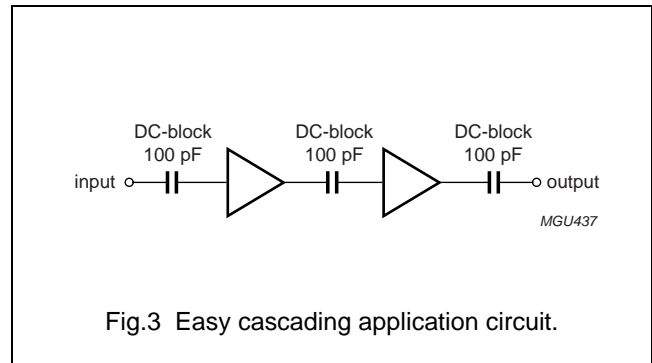 DC-block DC-block DC-block
100 pF 100 pF 100 pF
input output
MGU437
Fig.3 Easy cascading application circuit.